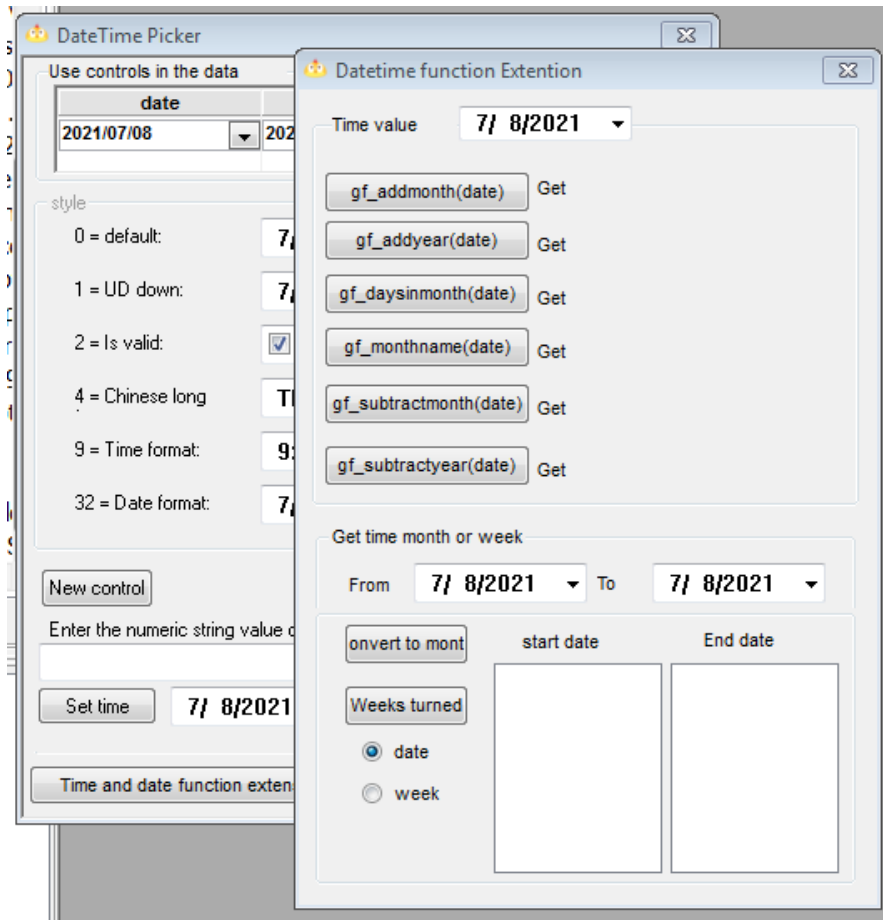 DateTime Picker
Use controls in the data
date
2021/07/08
202
style
0 = default:
7/
1 = UD down:
7/
2 = Is valid:
4 = Chinese long
9 = Time format:
9:
32 = Date format:
7/
New control
Enter the numeric string value
Set time
7/ 8/2021
Time and date function exten
Datetime function Extention
Time value
7/ 8/2021
gf_addmonth(date)
Get
gf_addyear(date)
Get
gf_daysinmonth(date)
Get
gf_monthname(date)
Get
gf_subtractmonth(date)
Get
gf_subtractyear(date)
Get
Get time month or week
From
7/ 8/2021
To
7/ 8/2021
onvert to mont
start date
End date
Weeks turned
date
week